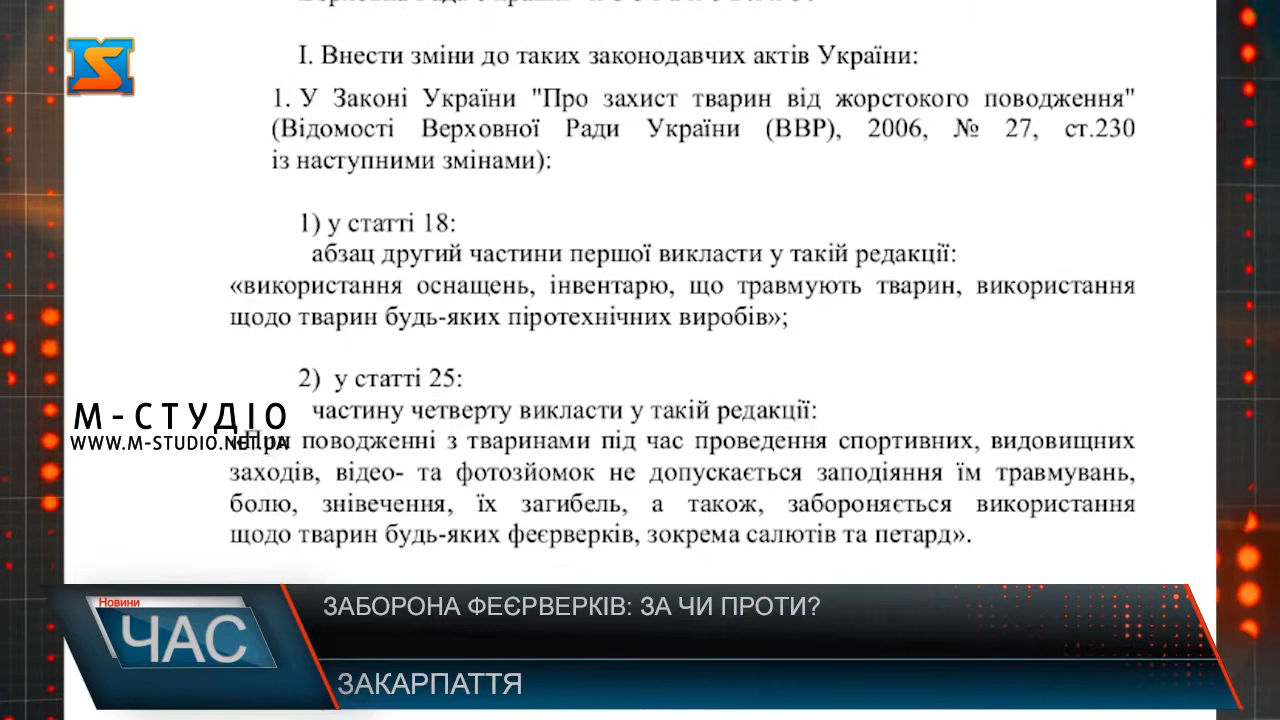 І. Внести зміни до таких законодавчих актів України:
1. У Законі України "Про захист тварин від жорстокого поводження"
(Відомості Верховної Ради України (ВВР), 2006, № 27, ст.230
із наступними змінами):
1) у статті 18:
абзац другий частини першої викласти у такій редакції:
«використання оснащень, інвентарю, що травмують тварин, використання
щодо тварин будь-яких піротехнічних виробів»;
2) у статті 25:
частину четверту викласти у такій редакції:
М-СТУДІО
WWW.M-STUDIO.NET.UA
поводженні з тваринами під час проведення спортивних, видовищних
заходів, відео- та фотозйомок не допускається заподіяння їм травмувань,
болю, знівечення, їх загибель, а також, забороняється використання
щодо тварин будь-яких феєрверків, зокрема салютів та петард».
Новини
ЧАС
ЗАБОРОНА ФЕЄРВЕРКІВ: ЗА ЧИ ПРОТИ?
ЗАКАРПАТТЯ